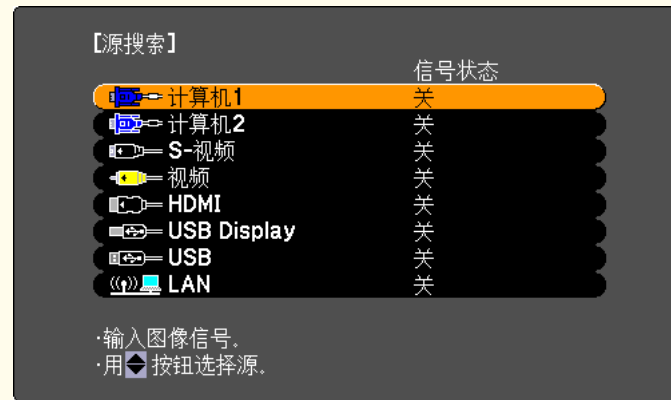 【源搜索】
信号状态
计算机1 关
计算机2 关
S-视频 关
视频 关
HDMI 关
USB Display 关
USB 关
LAN 关
·输入图像信号.
·用 按钮选择源.